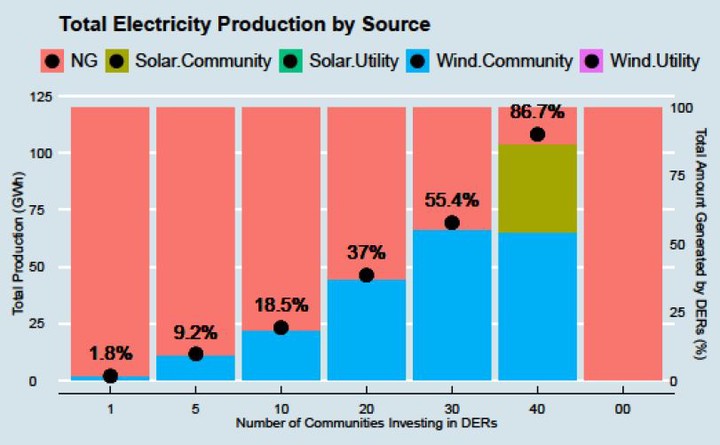 Total Electricity Production by Source
NG Solar.Community Solar.Utility Wind.Community Wind.Utility
Total Production (GWh)
125
100
75
50
25
0
1.8%
9.2%
18.5%
37%
55.4%
86.7%
100
75
50
25
0
Total Amount Generated by DERs (%)
1 5 10 20 30 40 00
Number of Communities Investing in DERs